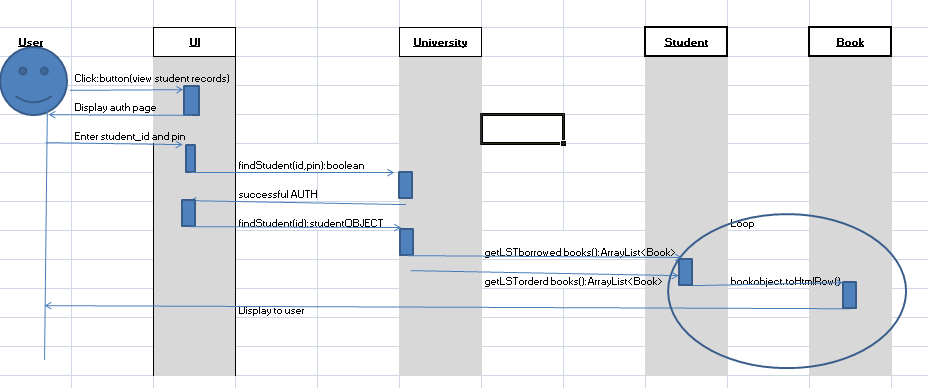 User
UI
University
Student
Book
Click:button(view student records)
Display auth page
Enter student_id and pin
findStudent(id,pin):boolean
successful AUTH
findStudent(id):studentOBJECT
Loop
getLSTborrowed books():ArrayList<Book>
getLSTorderd books():ArrayList<Book>
bookobject.toHtmlRow()
Display to user